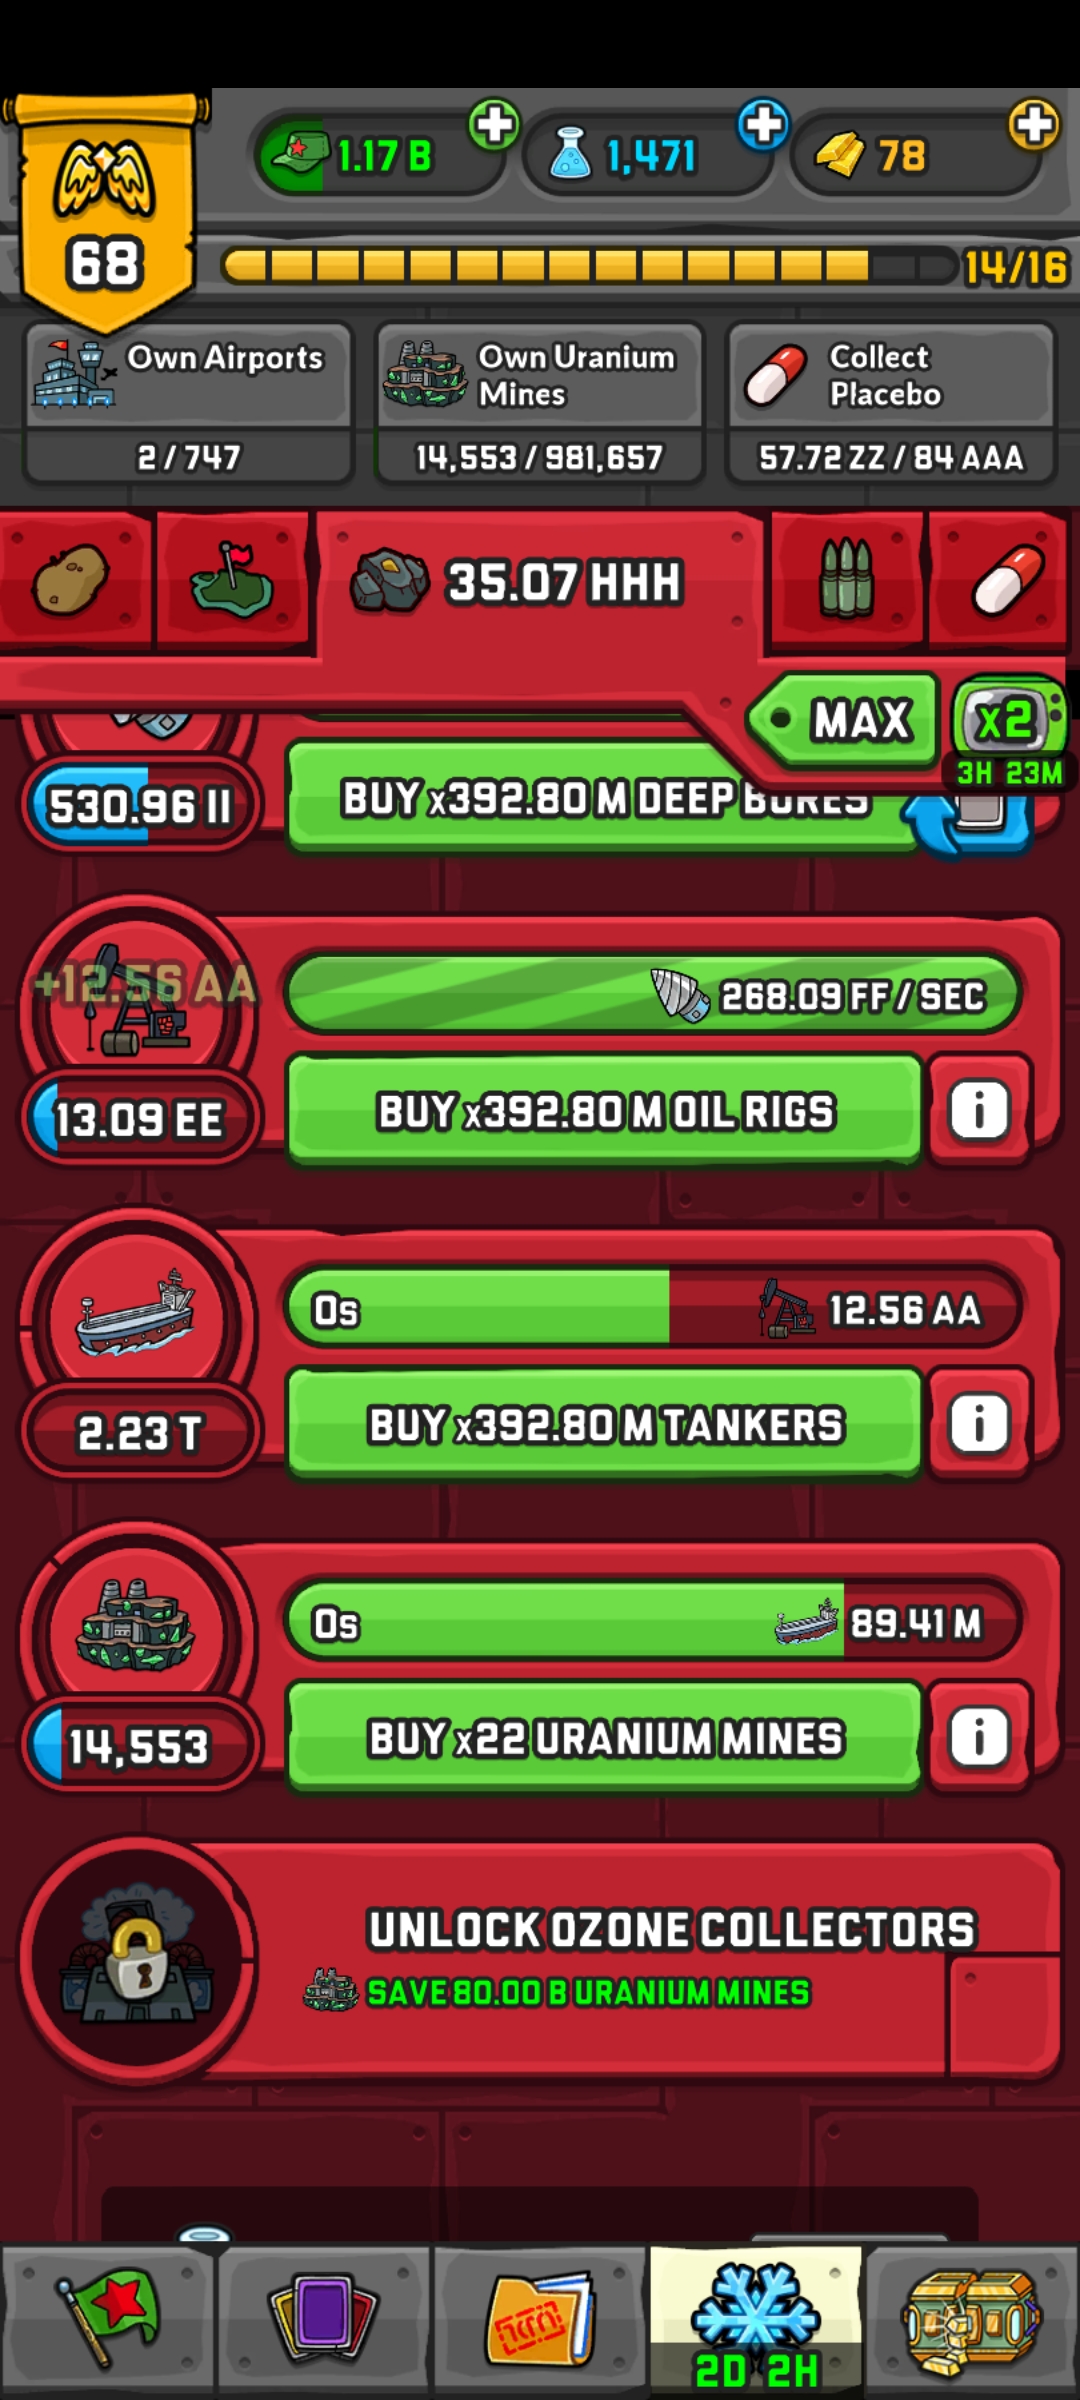 1.17 B
1,471
78
68
14/16
Own Airports
2 / 747
Own Uranium
Mines
14,553 / 981,657
Collect
Placebo
57.72 ZZ / 84 AAA
35.07 HHH
MAX
x2
3H 23M
530.96 II
BUY x392.80 M DEEP BORES
+12.56 AA
268.09 FF / SEC
13.09 EE
BUY x392.80 M OIL RIGS
i
0s
12.56 AA
2.23 T
BUY x392.80 M TANKERS
i
0s
89.41 M
14,553
BUY x22 URANIUM MINES
i
UNLOCK OZONE COLLECTORS
SAVE 80.00 B URANIUM MINES
2D 2H